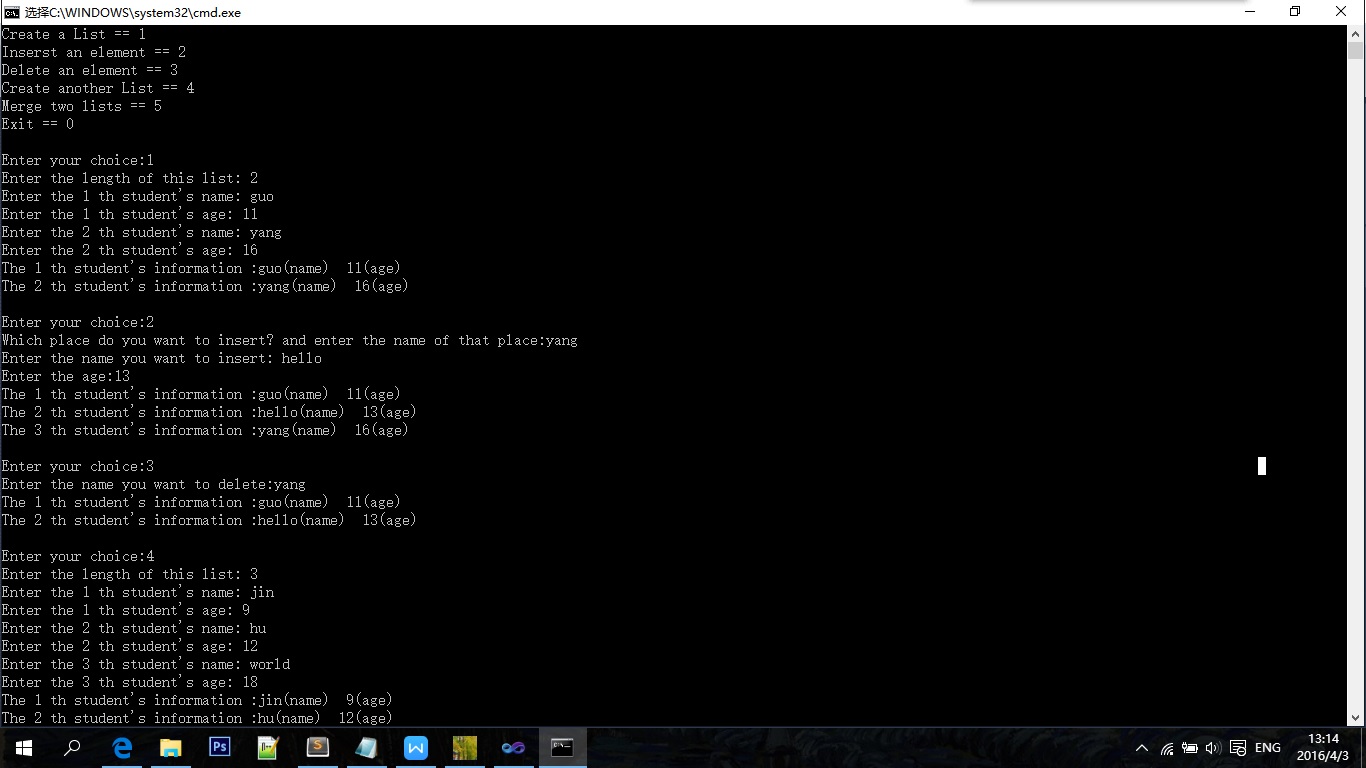 选择C:\WINDOWS\system32\cmd.exe
Create a List == 1
Inserst an element == 2
Delete an element == 3
Create another List == 4
Merge two lists == 5
Exit == 0
Enter your choice:1
Enter the length of this list: 2
Enter the 1 th student's name: guo
Enter the 1 th student's age: 11
Enter the 2 th student's name: yang
Enter the 2 th student's age: 16
The 1 th student's information :guo(name)  11(age)
The 2 th student's information :yang(name)  16(age)
Enter your choice:2
Which place do you want to insert? and enter the name of that place:yang
Enter the name you want to insert: hello
Enter the age:13
The 1 th student's information :guo(name)  11(age)
The 2 th student's information :hello(name)  13(age)
The 3 th student's information :yang(name)  16(age)
Enter your choice:3
Enter the name you want to delete:yang
The 1 th student's information :guo(name)  11(age)
The 2 th student's information :hello(name)  13(age)
Enter your choice:4
Enter the length of this list: 3
Enter the 1 th student's name: jin
Enter the 1 th student's age: 9
Enter the 2 th student's name: hu
Enter the 2 th student's age: 12
Enter the 3 th student's name: world
Enter the 3 th student's age: 18
The 1 th student's information :jin(name)  9(age)
The 2 th student's information :hu(name)  12(age)
Ps
ENG
13:14
2016/4/3